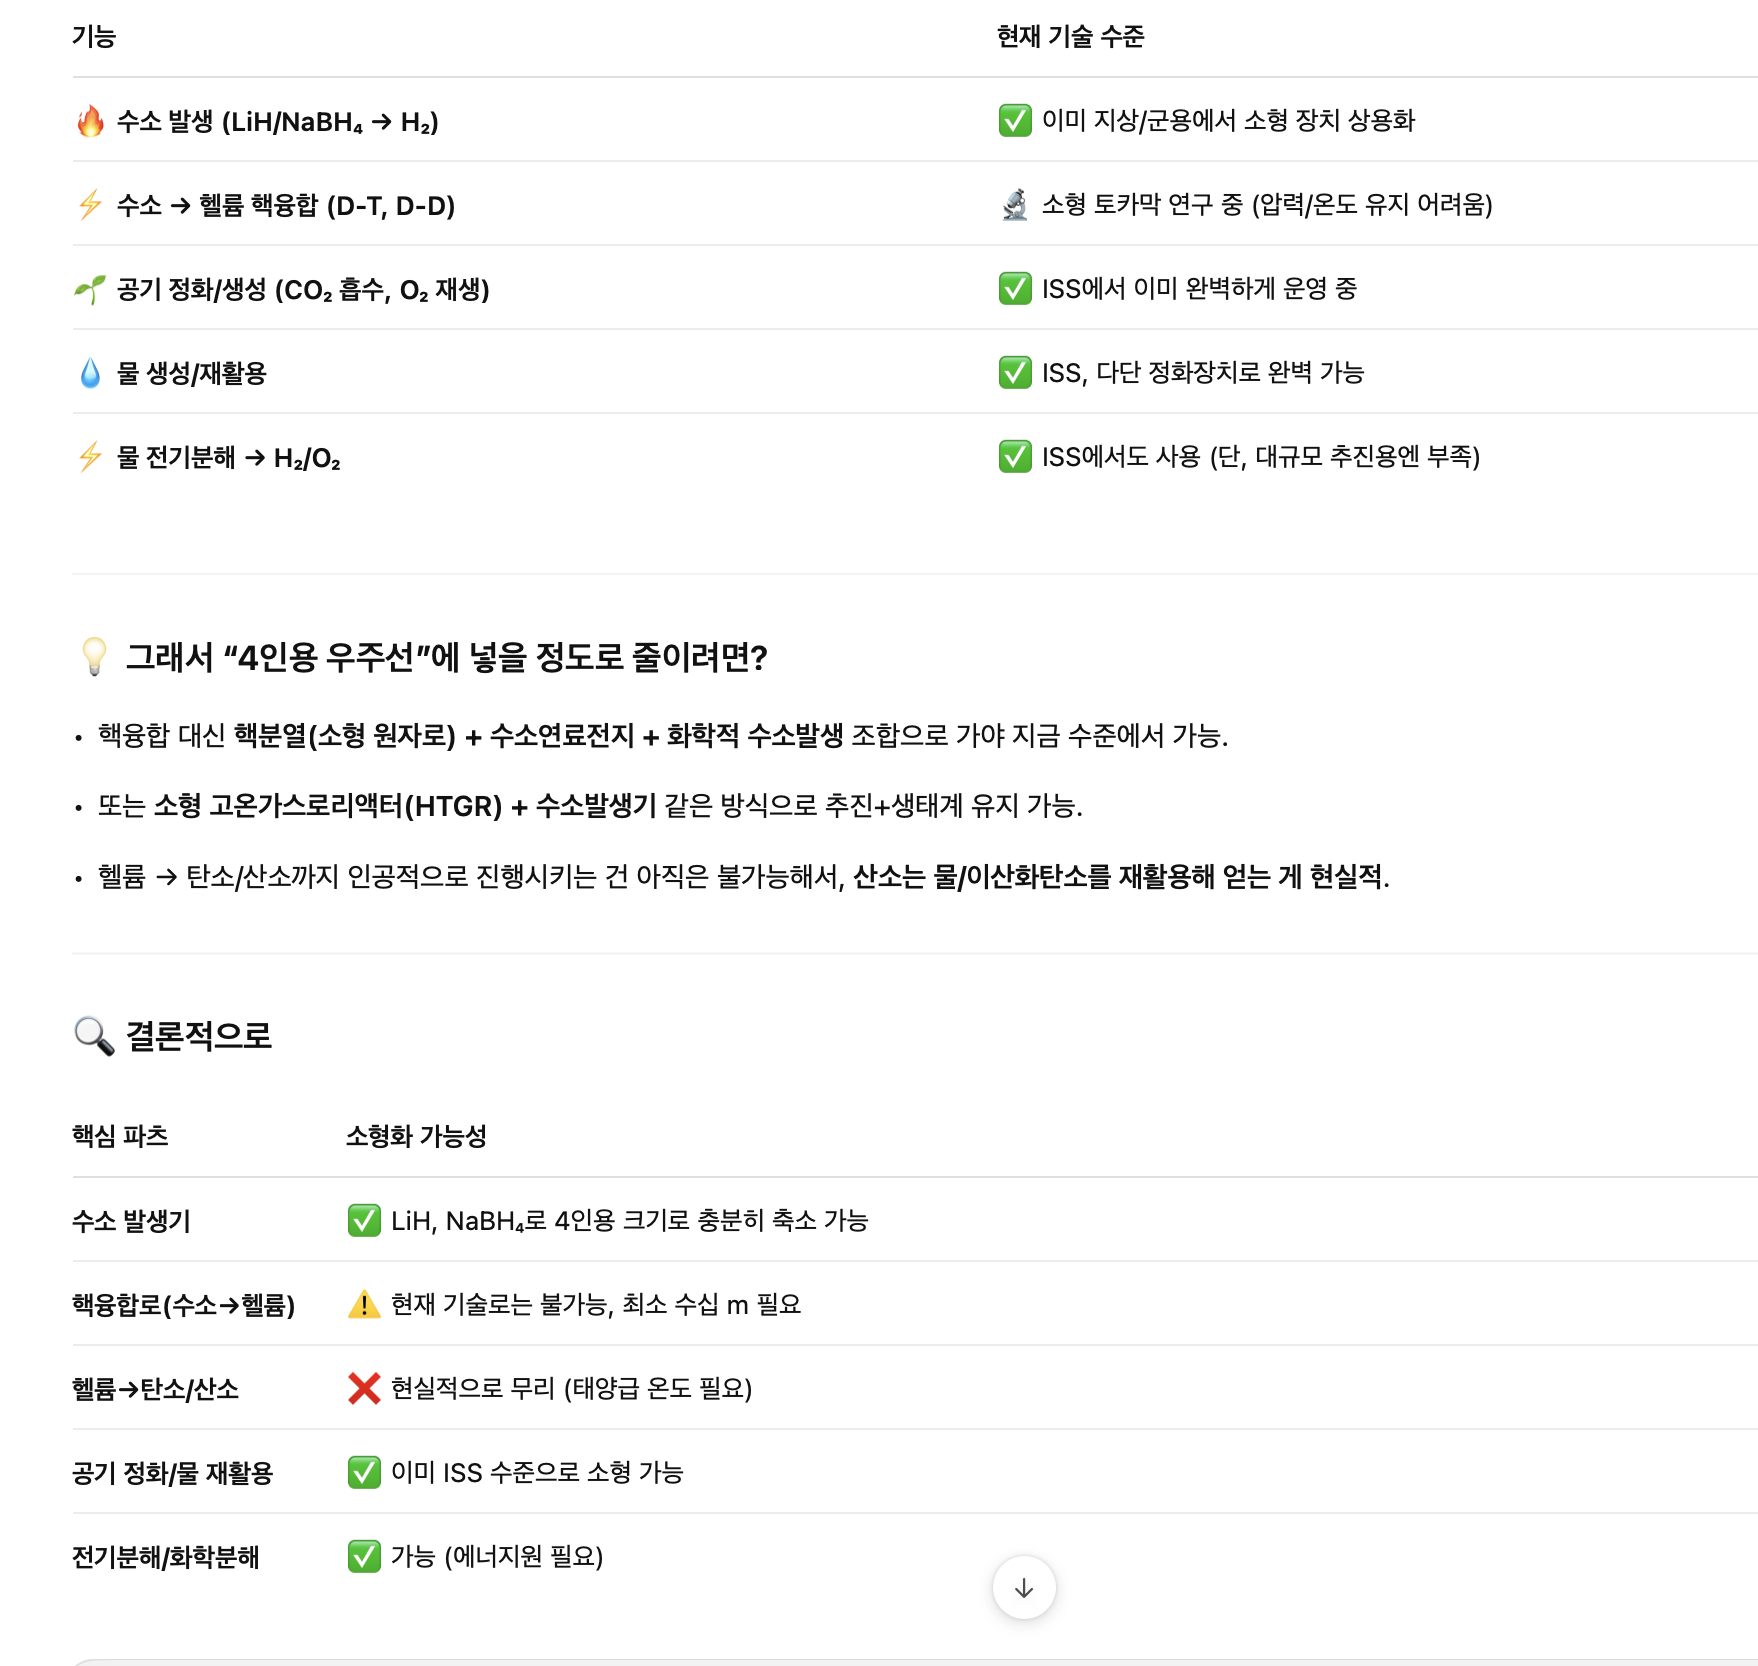 기능 현재 기술 수준
🔥 수소 발생 (LiH/NaBH₄ → H₂) ✅ 이미 지상/군용에서 소형 장치 상용화
⚡ 수소 → 헬륨 핵융합 (D-T, D-D) 🔬 소형 토카막 연구 중 (압력/온도 유지 어려움)
🌱 공기 정화/생성 (CO₂ 흡수, O₂ 재생) ✅ ISS에서 이미 완벽하게 운영 중
💧 물 생성/재활용 ✅ ISS, 다단 정화장치로 완벽 가능
⚡ 물 전기분해 → H₂/O₂ ✅ ISS에서도 사용 (단, 대규모 추진용엔 부족)
💡 그래서 “4인용 우주선”에 넣을 정도로 줄이려면?
• 핵융합 대신 핵분열(소형 원자로) + 수소연료전지 + 화학적 수소발생 조합으로 가야 지금 수준에서 가능.
• 또는 소형 고온가스로리액터(HTGR) + 수소발생기 같은 방식으로 추진+생태계 유지 가능.
• 헬륨 → 탄소/산소까지 인공적으로 진행시키는 건 아직은 불가능해서, 산소는 물/이산화탄소를 재활용해 얻는 게 현실적.
🔍 결론적으로
핵심 파츠 소형화 가능성
수소 발생기 ✅ LiH, NaBH₄로 4인용 크기로 충분히 축소 가능
핵융합로(수소→헬륨) ⚠️ 현재 기술로는 불가능, 최소 수십 m 필요
헬륨→탄소/산소 ❌ 현실적으로 무리 (태양급 온도 필요)
공기 정화/물 재활용 ✅ 이미 ISS 수준으로 소형 가능
전기분해/화학분해 ✅ 가능 (에너지원 필요)